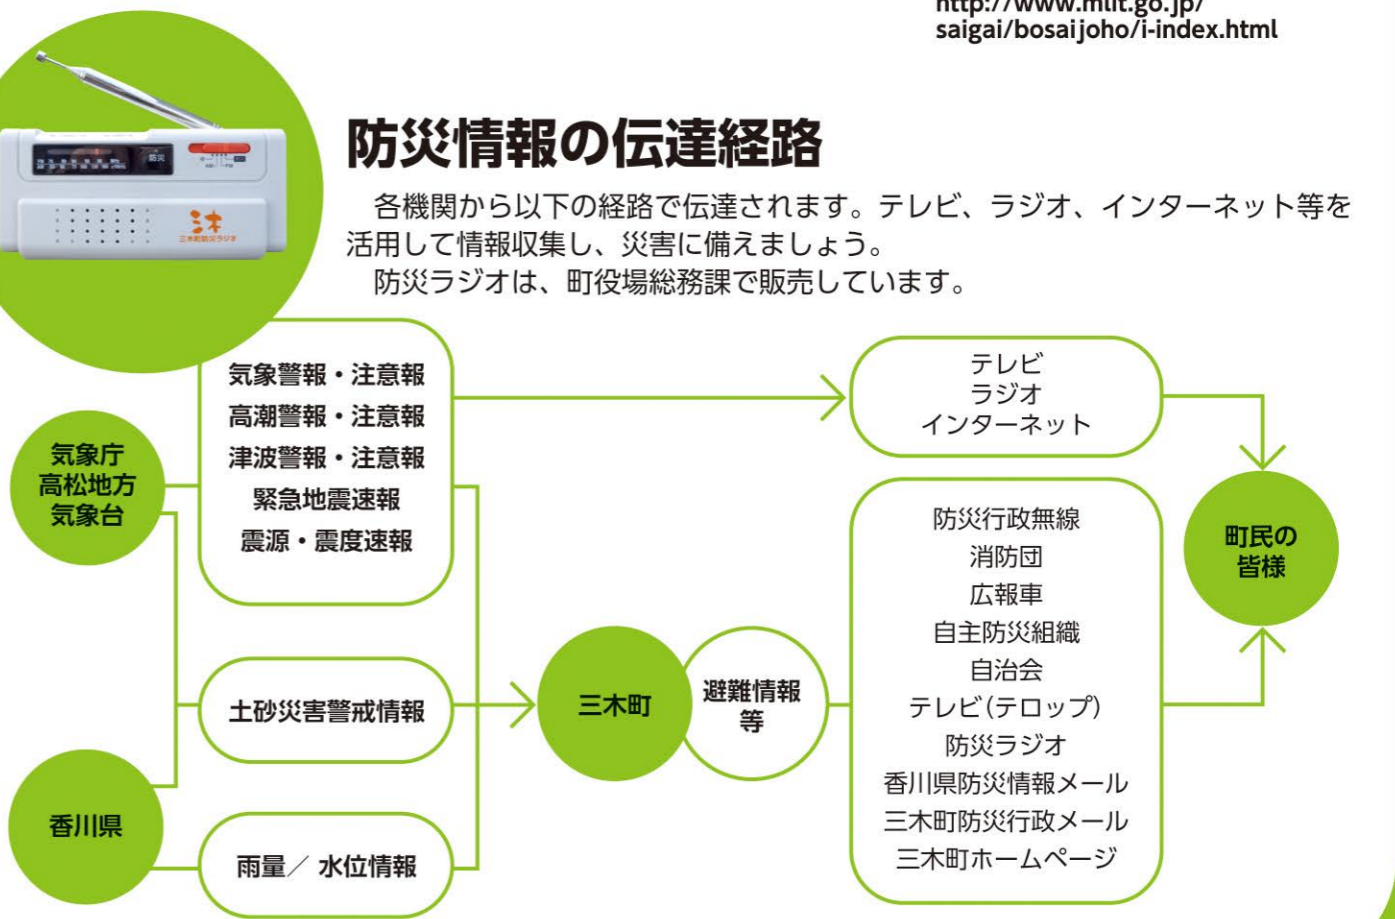 http://www.mlit.go.jp/
saigai/bosaijoho/i-index.html
防災
三木町防災ラジオ
防災情報の伝達経路
各機関から以下の経路で伝達されます。テレビ、ラジオ、インターネット等を
活用して情報収集し、災害に備えましょう。
防災ラジオは、町役場総務課で販売しています。
気象庁
高松地方
気象台
香川県
気象警報・注意報
高潮警報・注意報
津波警報・注意報
緊急地震速報
震源・震度速報
土砂災害警戒情報
雨量／ 水位情報
三木町
避難情報
等
テレビ
ラジオ
インターネット
防災行政無線
消防団
広報車
自主防災組織
自治会
テレビ(テロップ)
防災ラジオ
香川県防災情報メール
三木町防災行政メール
三木町ホームページ
町民の
皆様